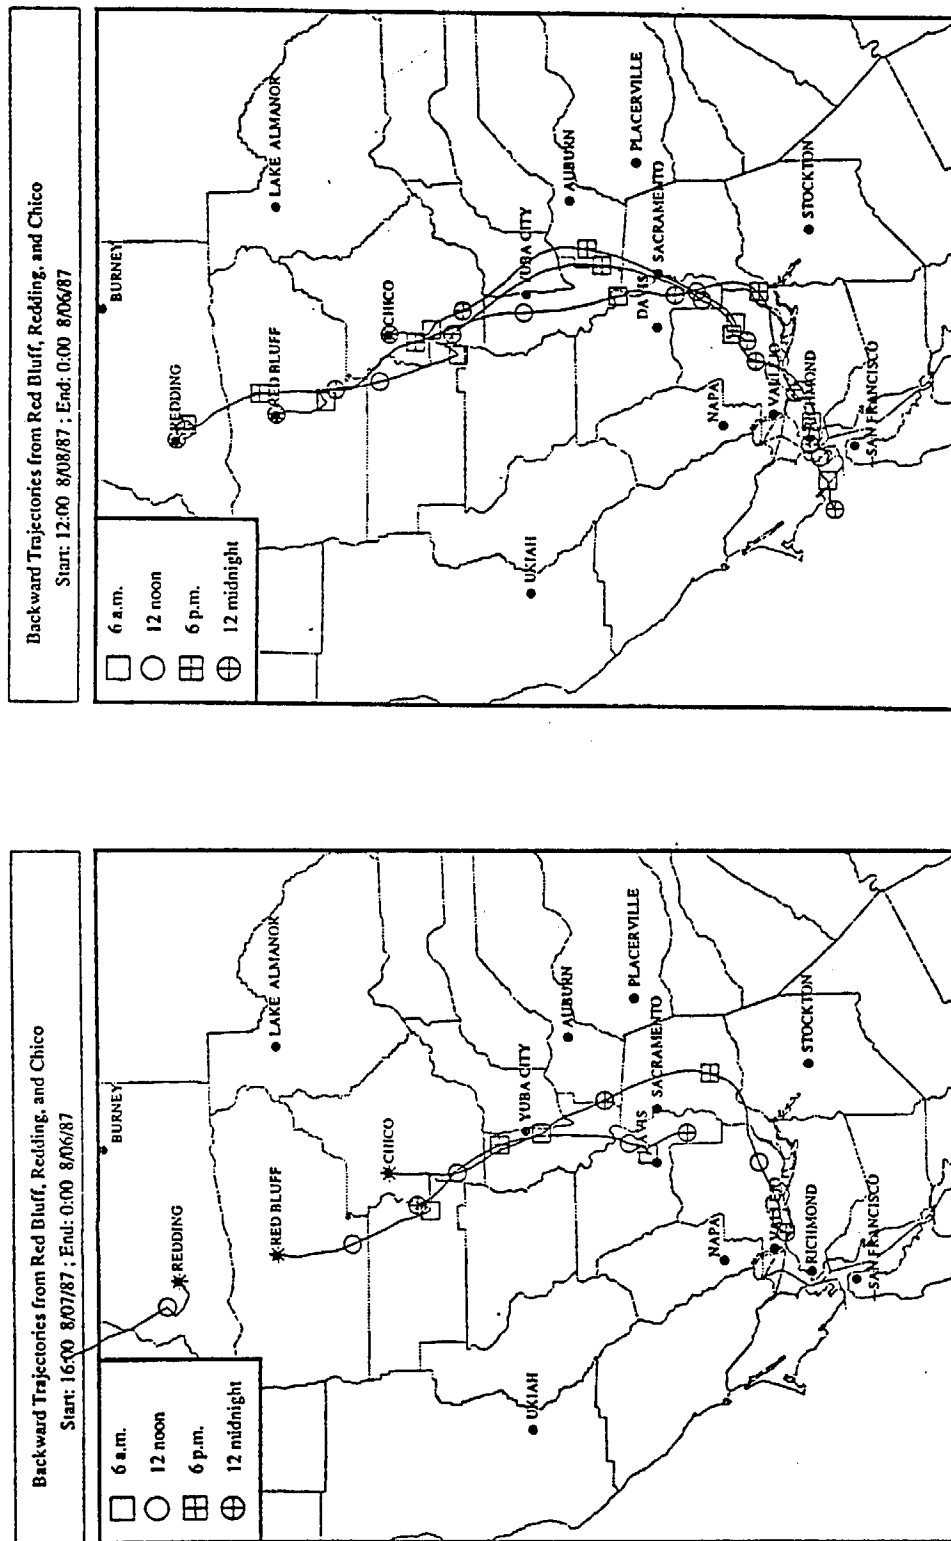 Backward Trajectories from Red Bluff, Redding, and Chico
Start: 16:00 8/07/87 ; End: 0:00 8/06/87
6 a.m.
12 noon
6 p.m.
12 midnight
BURNEY
REDDING
LAKE ALMANOR
RED BLUFF
CHICO
YUBA CITY
AUBURN
UKIAH
PLACERVILLE
DAVIS
SACRAMENTO
NAPA
VALLEJO
RICHMOND
STOCKTON
SAN FRANCISCO
Backward Trajectories from Red Bluff, Redding, and Chico
Start: 12:00 8/08/87 ; End: 0:00 8/06/87
6 a.m.
12 noon
6 p.m.
12 midnight
BURNEY
REDDING
LAKE ALMANOR
RED BLUFF
CHICO
YUBA CITY
AUBURN
UKIAH
PLACERVILLE
DAVIS
SACRAMENTO
NAPA
VALLEJO
RICHMOND
STOCKTON
SAN FRANCISCO